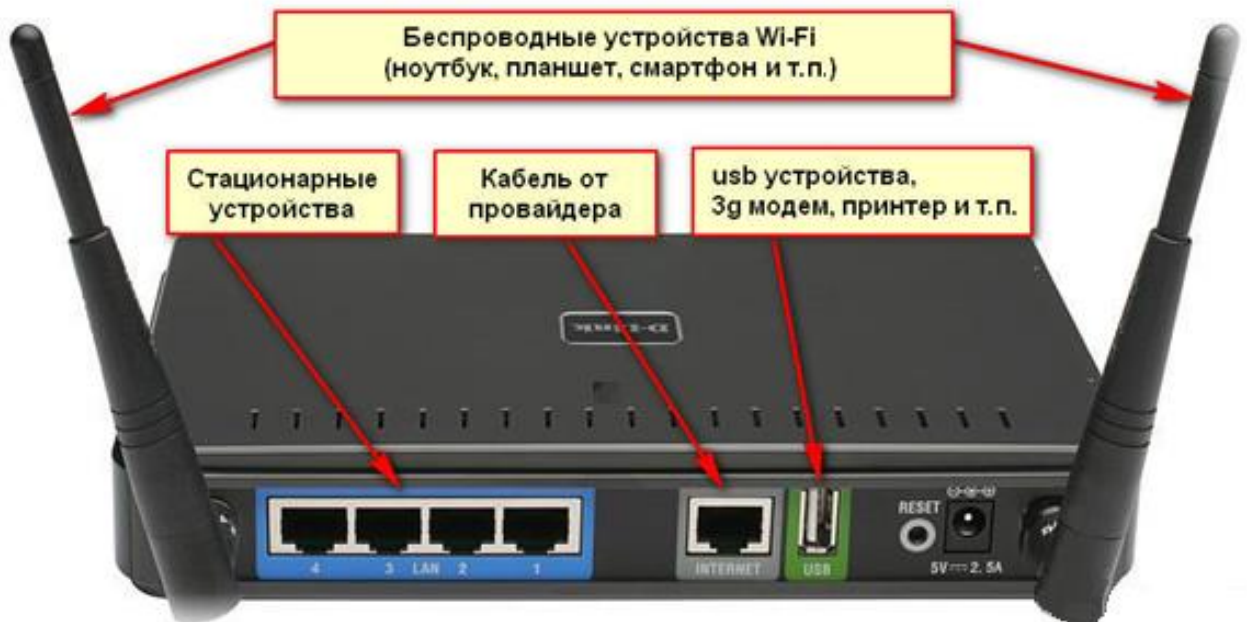 Беспроводные устройства Wi-Fi
(ноутбук, планшет, смартфон и т.п.)
Стационарные
устройства
Кабель от
провайдера
usb устройства,
3g модем, принтер и т.п.
D-Link
RESET
4 3 LAN 2 1
INTERNET
USB
5V 2.5A